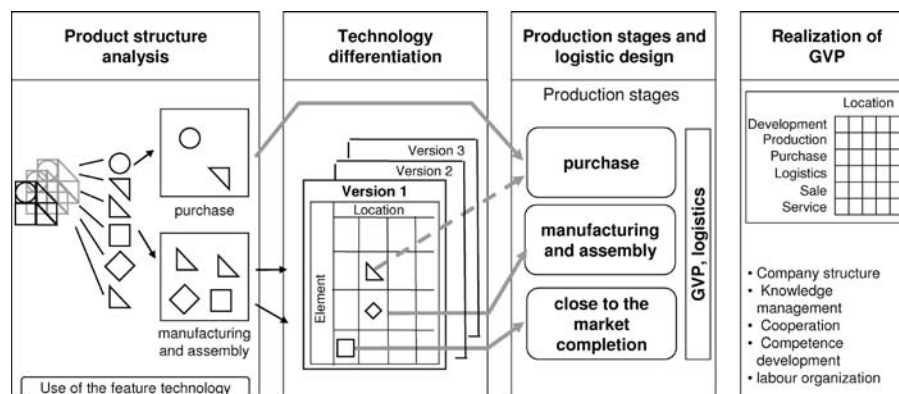 Product structure
analysis
purchase
manufacturing
and assembly
Use of the feature technology
Technology
differentiation
Version 3
Version 2
Version 1
Location
Element
Production stages and
logistic design
Production stages
purchase
manufacturing
and assembly
close to the
market
completion
GVP, logistics
Realization of
GVP
Location
Development
Production
Purchase
Logistics
Sale
Service
• Company structure
• Knowledge
management
• Cooperation
• Competence
development
• labour organization